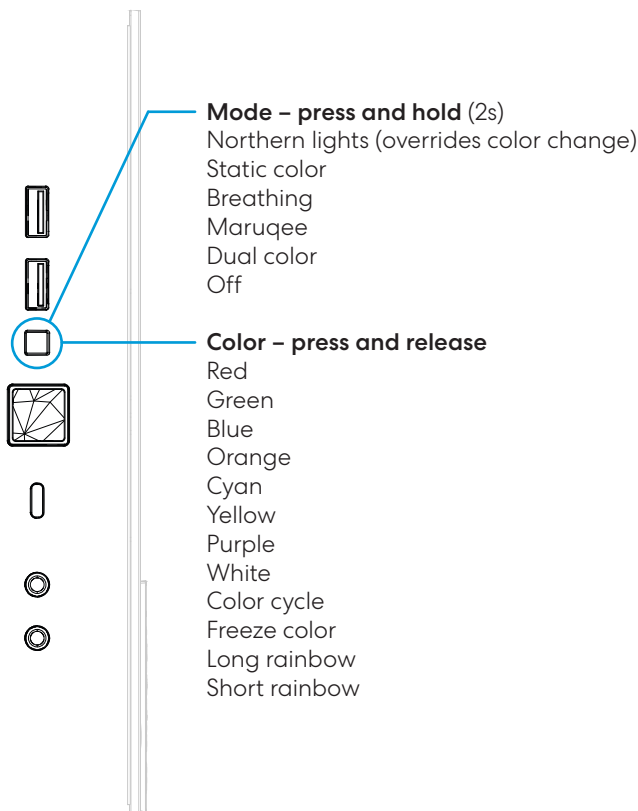 Mode – press and hold (2s)
Northern lights (overrides color change)
Static color
Breathing
Maruqee
Dual color
Off
Color – press and release
Red
Green
Blue
Orange
Cyan
Yellow
Purple
White
Color cycle
Freeze color
Long rainbow
Short rainbow